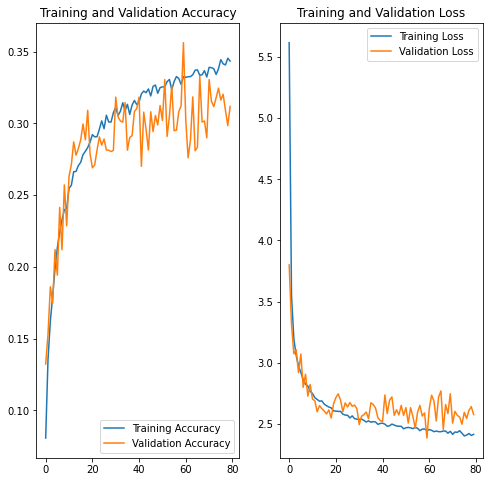 Training and Validation Accuracy
0.35
0.30
0.25
0.20
0.15
0.10
0 20 40 60 80
Training Accuracy
Validation Accuracy
Training and Validation Loss
5.5
5.0
4.5
4.0
3.5
3.0
2.5
0 20 40 60 80
Training Loss
Validation Loss